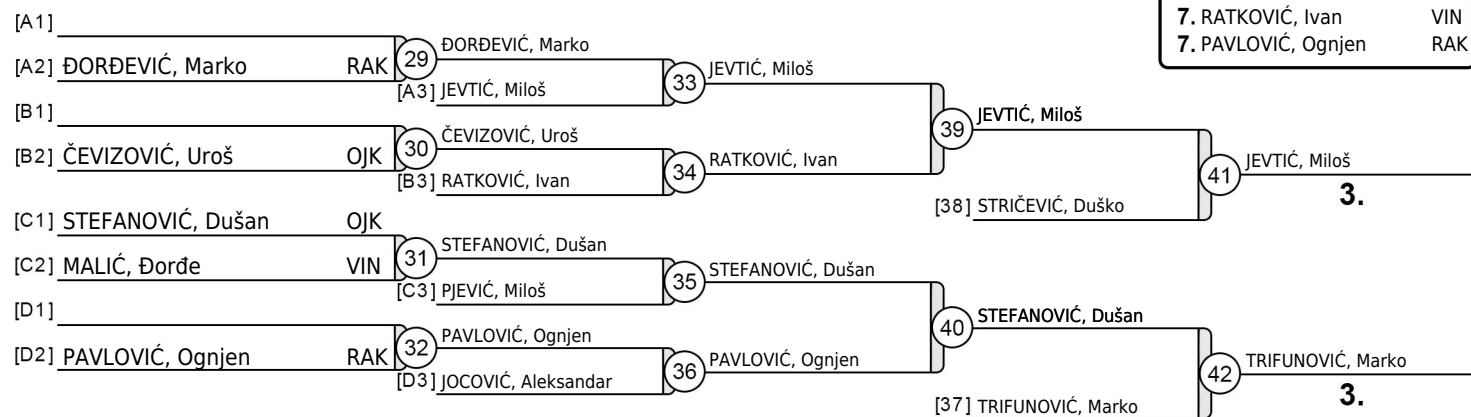 7. RATKOVIĆ, Ivan VIN
7. PAVLOVIĆ, Ognjen RAK
[A1]
[A2] ĐORĐEVIĆ, Marko RAK
29
ĐORĐEVIĆ, Marko
[A3] JEVTIĆ, Miloš
33
JEVTIĆ, Miloš
[B1]
[B2] ČEVIZOVIĆ, Uroš OJK
30
ČEVIZOVIĆ, Uroš
[B3] RATKOVIĆ, Ivan
34
RATKOVIĆ, Ivan
39
JEVTIĆ, Miloš
[38] STRIČEVIĆ, Duško
41
JEVTIĆ, Miloš
3.
[C1] STEFANOVIĆ, Dušan OJK
[C2] MALIĆ, Đorđe VIN
31
STEFANOVIĆ, Dušan
[C3] PJEVIĆ, Miloš
35
STEFANOVIĆ, Dušan
[D1]
[D2] PAVLOVIĆ, Ognjen RAK
32
PAVLOVIĆ, Ognjen
[D3] JOCOVIĆ, Aleksandar
36
PAVLOVIĆ, Ognjen
40
STEFANOVIĆ, Dušan
[37] TRIFUNOVIĆ, Marko
42
TRIFUNOVIĆ, Marko
3.